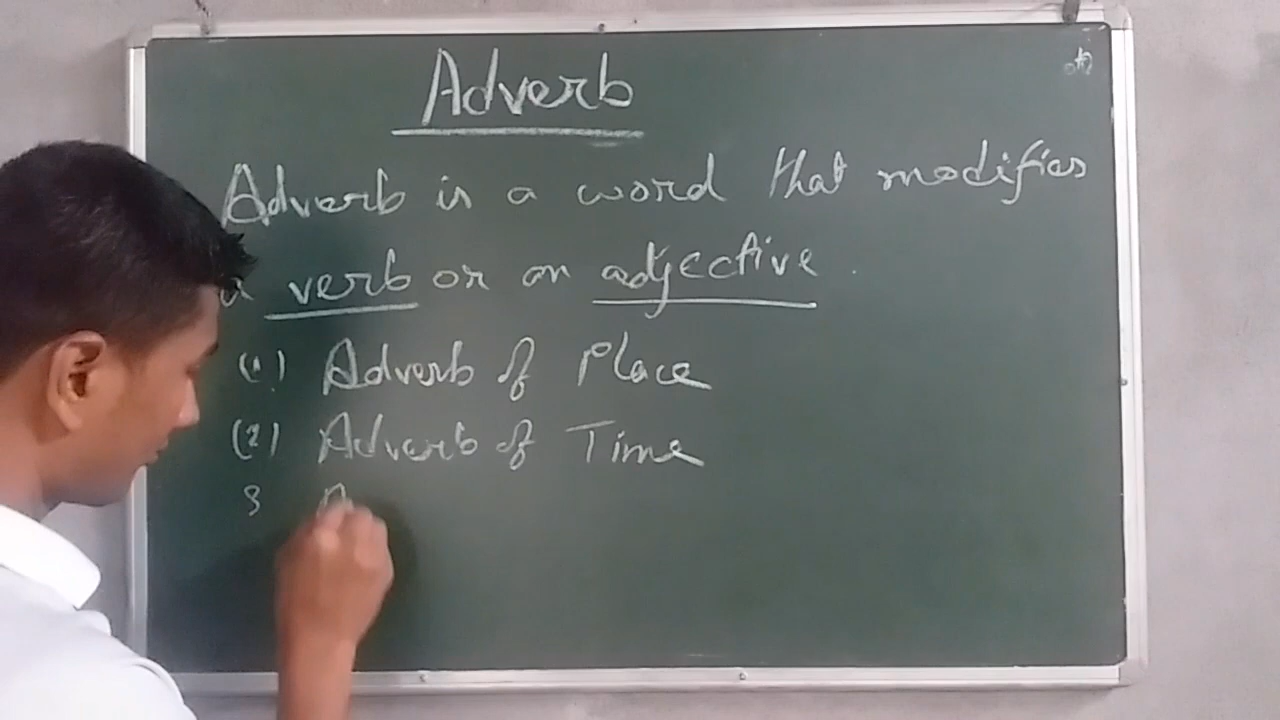 Adverb
Adverb is a word that modifies
a verb or an adjective.
(1) Adverb of Place
(2) Adverb of Time
3 A